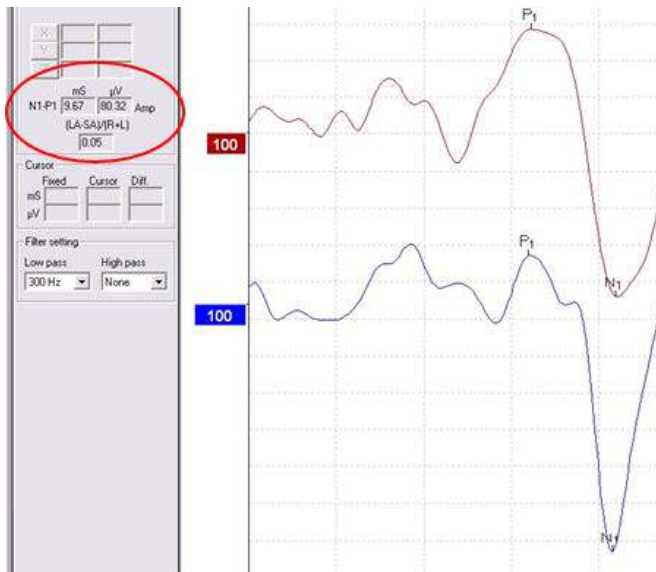 X
Y
mS µV
N1-P1 9.67 80.32 Amp
(LA-SA)/(R+L)
0.05
Cursor
Fixed Cursor Diff.
mS
µV
Filter setting
Low pass High pass
300 Hz None
100
100
P1
N1
P1
N1